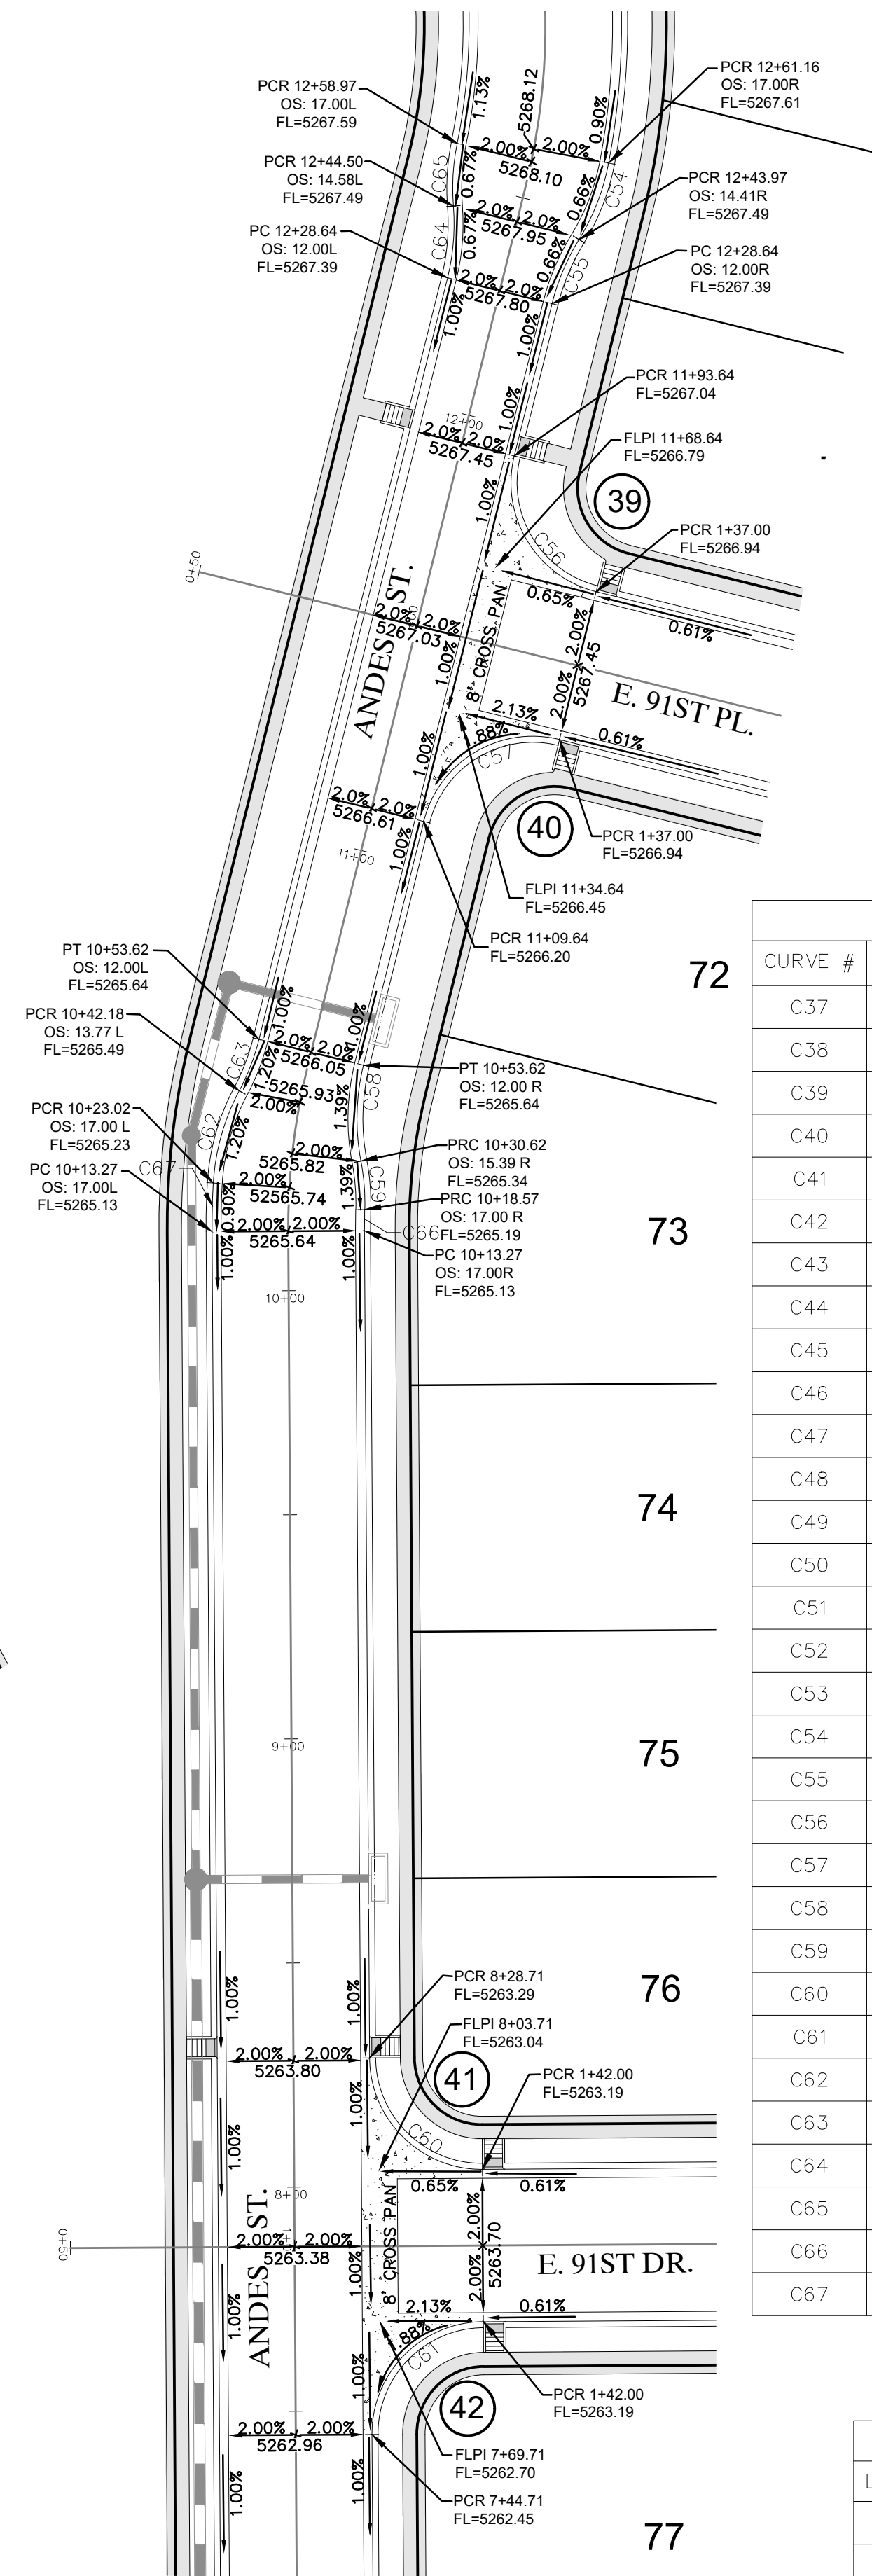 PCR 12+58.97
OS: 17.00L
FL=5267.59
1.13%
5268.12
0.90%
PCR 12+61.16
OS: 17.00R
FL=5267.61
2.00%
2.00%
5268.10
PCR 12+44.50
OS: 14.58L
FL=5267.49
C65
0.67%
C54
0.66%
PCR 12+43.97
OS: 14.41R
FL=5267.49
2.0%
2.0%
5267.95
PC 12+28.64
OS: 12.00L
FL=5267.39
C64
0.67%
0.66%
C55
PC 12+28.64
OS: 12.00R
FL=5267.39
2.0%
2.0%
5267.80
1.00%
1.00%
PCR 11+93.64
FL=5267.04
12+00
1.00%
2.0%
2.0%
5267.45
FLPI 11+68.64
FL=5266.79
1.00%
39
C56
PCR 1+37.00
FL=5266.94
0+50
0.65%
0.61%
ANDES ST.
2.0%
2.0%
5267.03
1.00%
8' CROSS PAN
2.00%
2.00%
5267.45
E. 91ST PL.
2.13%
.88%
C57
0.61%
1.00%
2.0%
2.0%
5266.61
40
PCR 1+37.00
FL=5266.94
11+00
1.00%
FLPI 11+34.64
FL=5266.45
PCR 11+09.64
FL=5266.20
72
CURVE #
C37
C38
C39
C40
C41
C42
C43
C44
C45
C46
C47
C48
C49
C50
C51
C52
C53
C54
C55
C56
C57
C58
C59
C60
C61
C62
C63
C64
C65
C66
C67
PT 10+53.62
OS: 12.00L
FL=5265.64
1.00%
1.00%
2.0%
2.0%
5266.05
PCR 10+42.18
OS: 13.77 L
FL=5265.49
C63
1.20%
5265.93
2.00%
1.39%
C58
PT 10+53.62
OS: 12.00 R
FL=5265.64
PCR 10+23.02
OS: 17.00 L
FL=5265.23
C62
1.20%
2.00%
5265.82
PRC 10+30.62
OS: 15.39 R
FL=5265.34
PC 10+13.27
OS: 17.00L
FL=5265.13
C67
0.90%
2.00%
52565.74
1.39%
C59
PRC 10+18.57
OS: 17.00 R
FL=5265.19
2.00%
2.00%
5265.64
C66
PC 10+13.27
OS: 17.00R
FL=5265.13
1.00%
1.00%
10+00
73
74
75
9+00
76
1.00%
1.00%
PCR 8+28.71
FL=5263.29
2.00%
2.00%
5263.80
FLPI 8+03.71
FL=5263.04
1.00%
1.00%
41
C60
PCR 1+42.00
FL=5263.19
0.65%
0.61%
8+00
0+50
ANDES ST.
2.00%
2.00%
5263.38
1.00%
8' CROSS PAN
2.00%
2.00%
5263.70
E. 91ST DR.
1.00%
2.13%
0.61%
.88%
C61
1.00%
2.00%
2.00%
5262.96
42
PCR 1+42.00
FL=5263.19
FLPI 7+69.71
FL=5262.70
1.00%
PCR 7+44.71
FL=5262.45
77